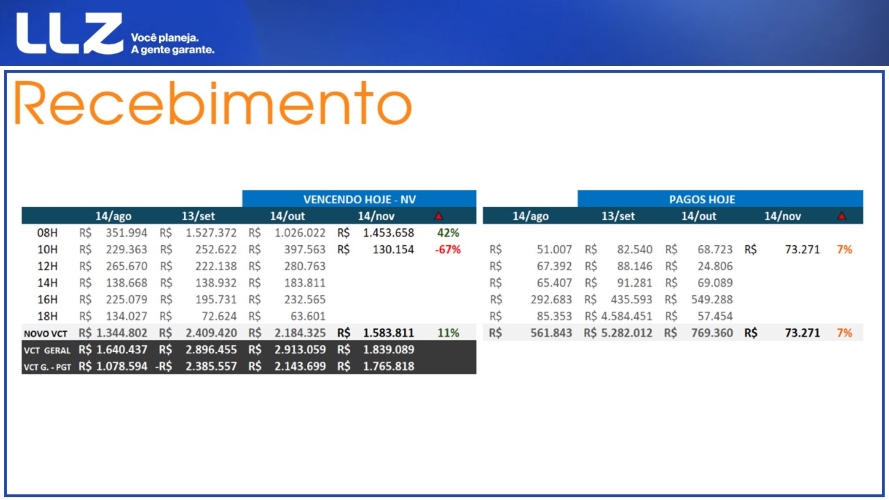 LLZ Você planeja.
A gente garante.
Recebimento
VENCENDO HOJE - NV PAGOS HOJE
14/ago 13/set 14/out 14/nov 14/ago 13/set 14/out 14/nov
08H R$ 351.994 R$ 1.527.372 R$ 1.026.022 R$ 1.453.658 42%
10H R$ 229.363 R$ 252.622 R$ 397.563 R$ 130.154 -67% R$ 51.007 R$ 82.540 R$ 68.723 R$ 73.271 7%
12H R$ 265.670 R$ 222.138 R$ 280.763 R$ 67.392 R$ 88.146 R$ 24.806
14H R$ 138.668 R$ 138.932 R$ 183.811 R$ 65.407 R$ 91.281 R$ 69.089
16H R$ 225.079 R$ 195.731 R$ 232.565 R$ 292.683 R$ 435.593 R$ 549.288
18H R$ 134.027 R$ 72.624 R$ 63.601 R$ 85.353 R$ 4.584.451 R$ 57.454
NOVO VCT R$ 1.344.802 R$ 2.409.420 R$ 2.184.325 R$ 1.583.811 11% R$ 561.843 R$ 5.282.012 R$ 769.360 R$ 73.271 7%
VCT GERAL R$ 1.640.437 R$ 2.896.455 R$ 2.913.059 R$ 1.839.089
VCT G. - PGT R$ 1.078.594 -R$ 2.385.557 R$ 2.143.699 R$ 1.765.818